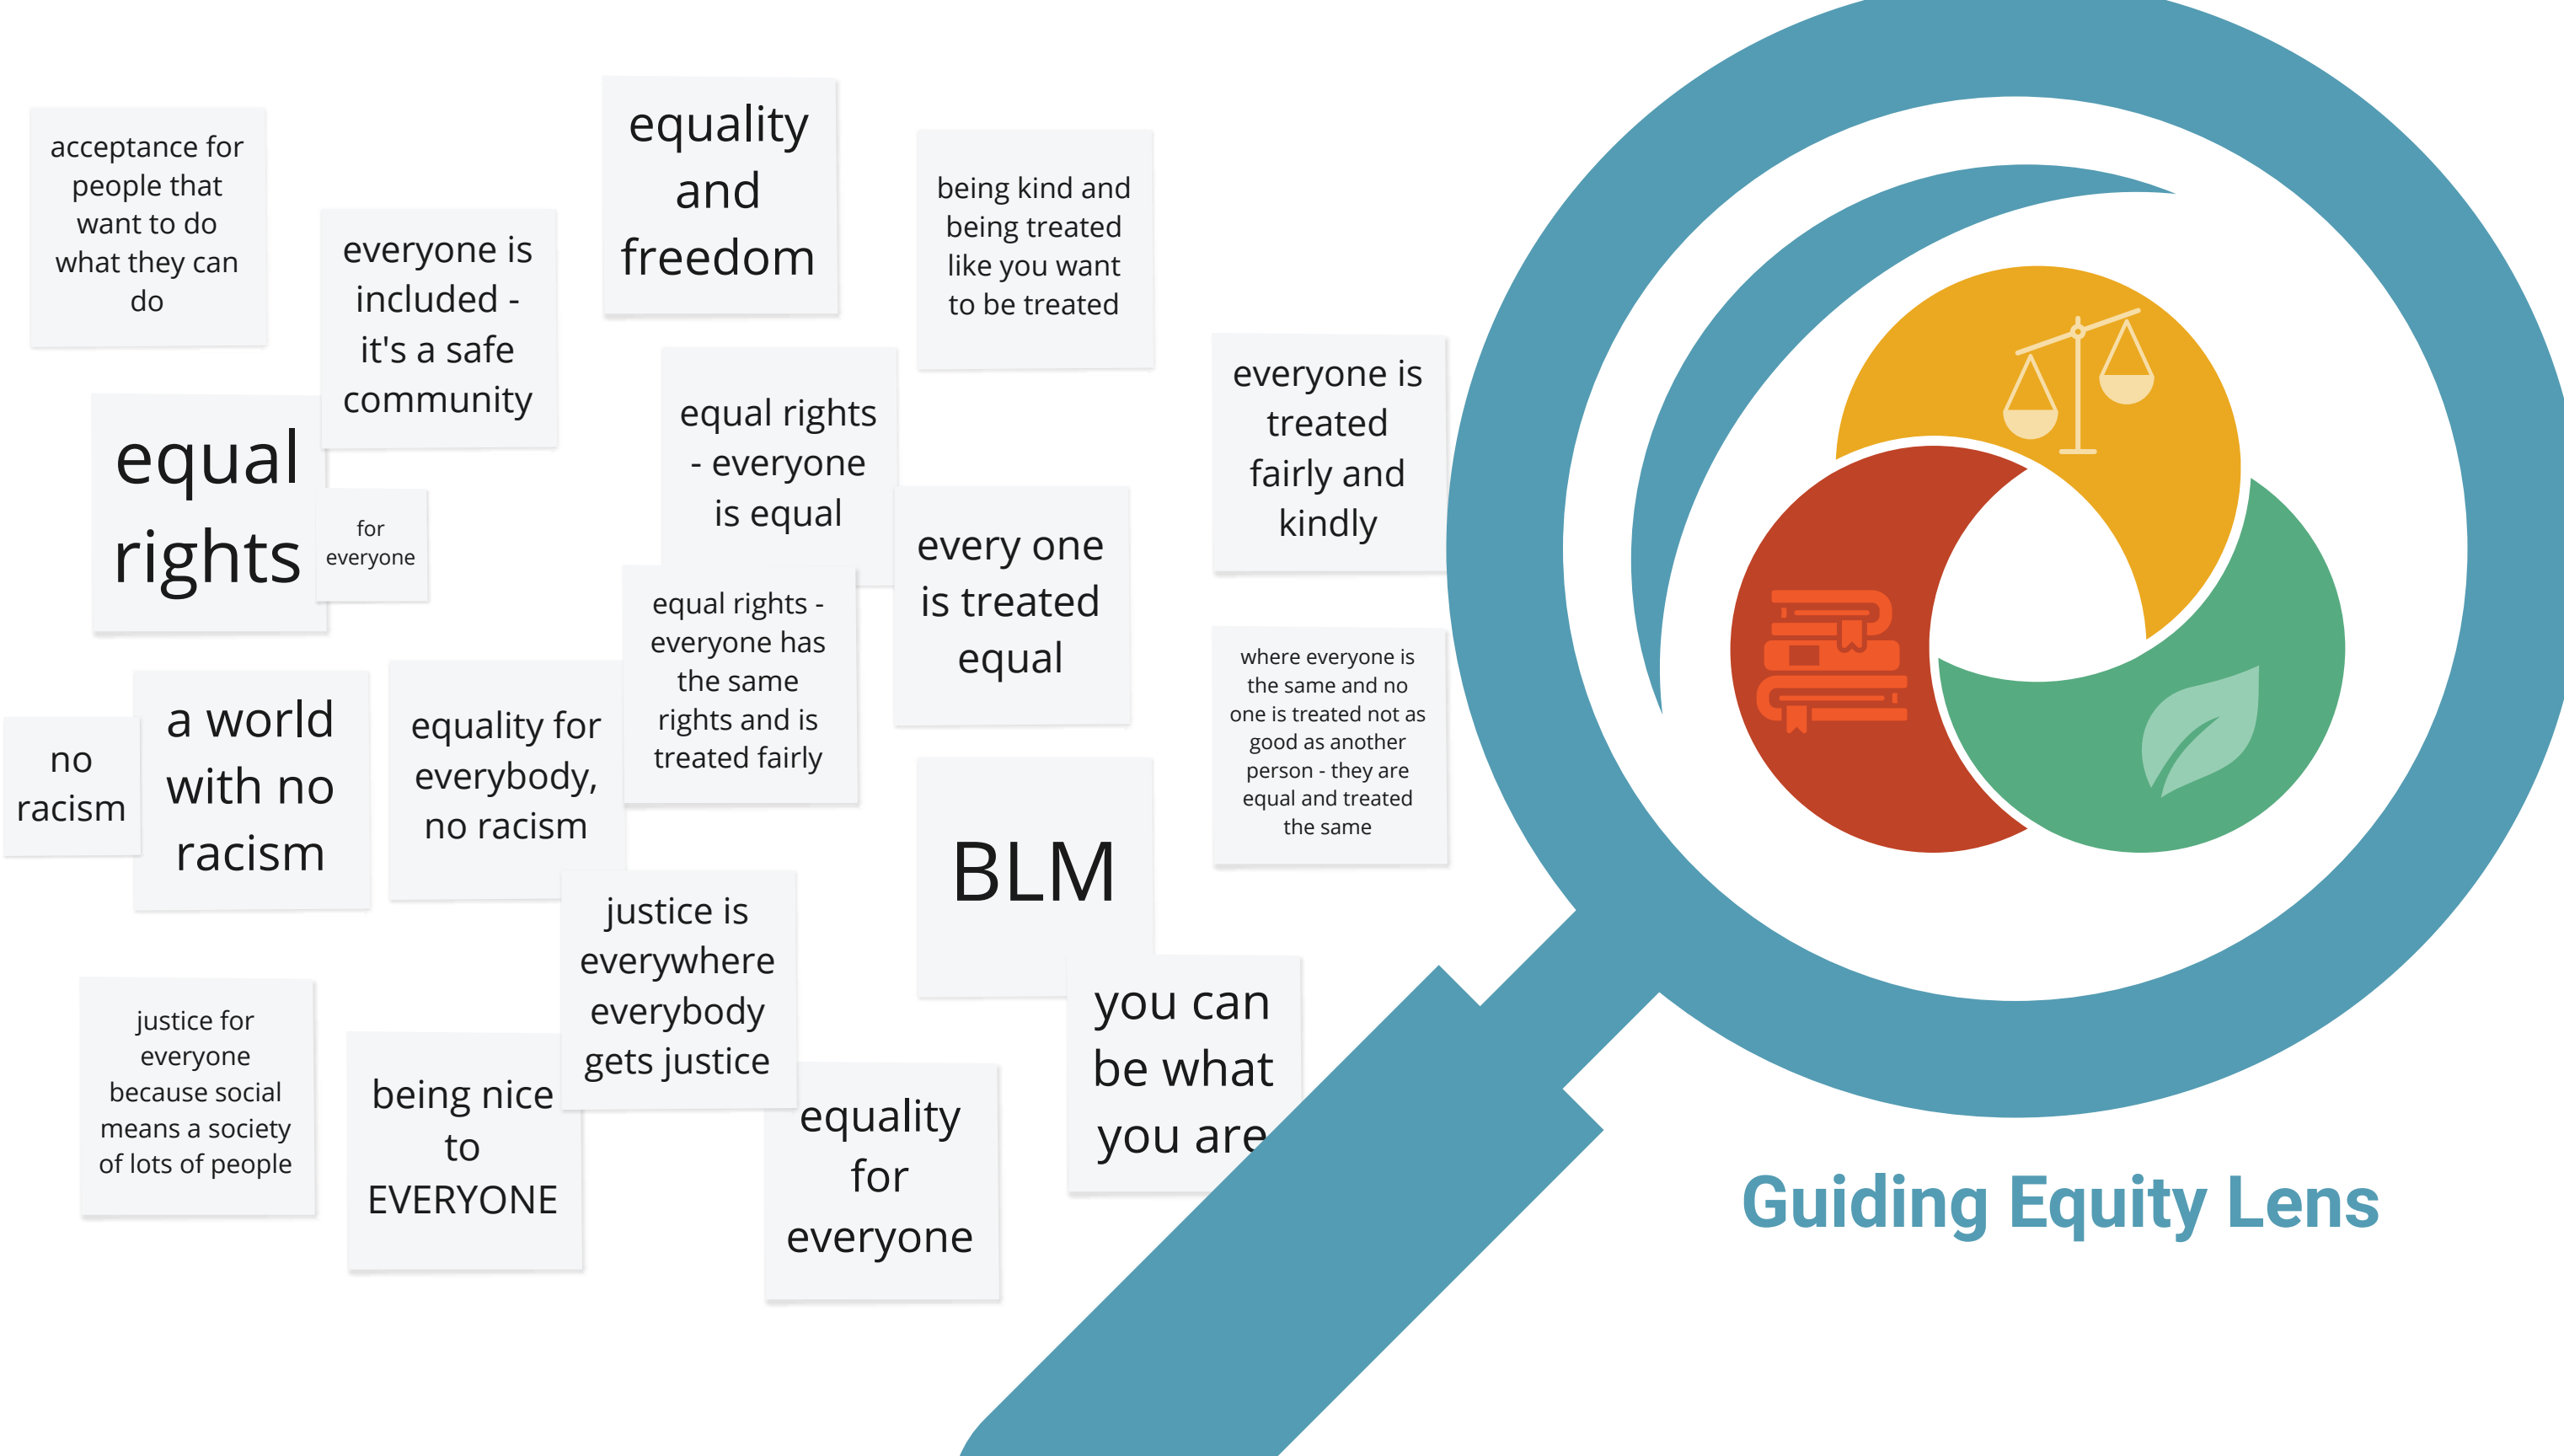 acceptance for
people that
want to do
what they can
do
everyone is
included -
it's a safe
community
equality
and
freedom
being kind and
being treated
like you want
to be treated
equal
rights
for
everyone
equal rights
- everyone
is equal
everyone is
treated
fairly and
kindly
every one
is treated
equal
equal rights -
everyone has
the same
rights and is
treated fairly
where everyone is
the same and no
one is treated not as
good as another
person - they are
equal and treated
the same
no
racism
a world
with no
racism
equality for
everybody,
no racism
BLM
justice is
everywhere
everybody
gets justice
you can
be what
you are
justice for
everyone
because social
means a society
of lots of people
being nice
to
EVERYONE
equality
for
everyone
Guiding Equity Lens